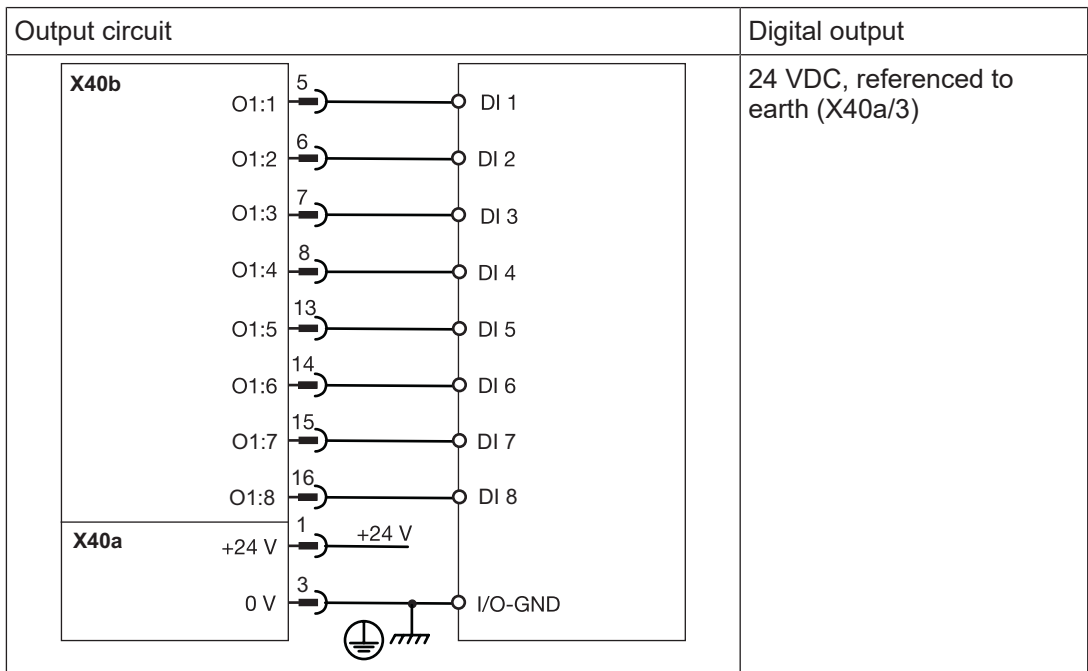 Output circuit
Digital output
X40b
5
O1:1
DI 1
6
O1:2
DI 2
7
O1:3
DI 3
8
O1:4
DI 4
13
O1:5
DI 5
14
O1:6
DI 6
15
O1:7
DI 7
16
O1:8
DI 8
X40a
1
+24 V
+24 V
3
0 V
I/O-GND
24 VDC, referenced to
earth (X40a/3)